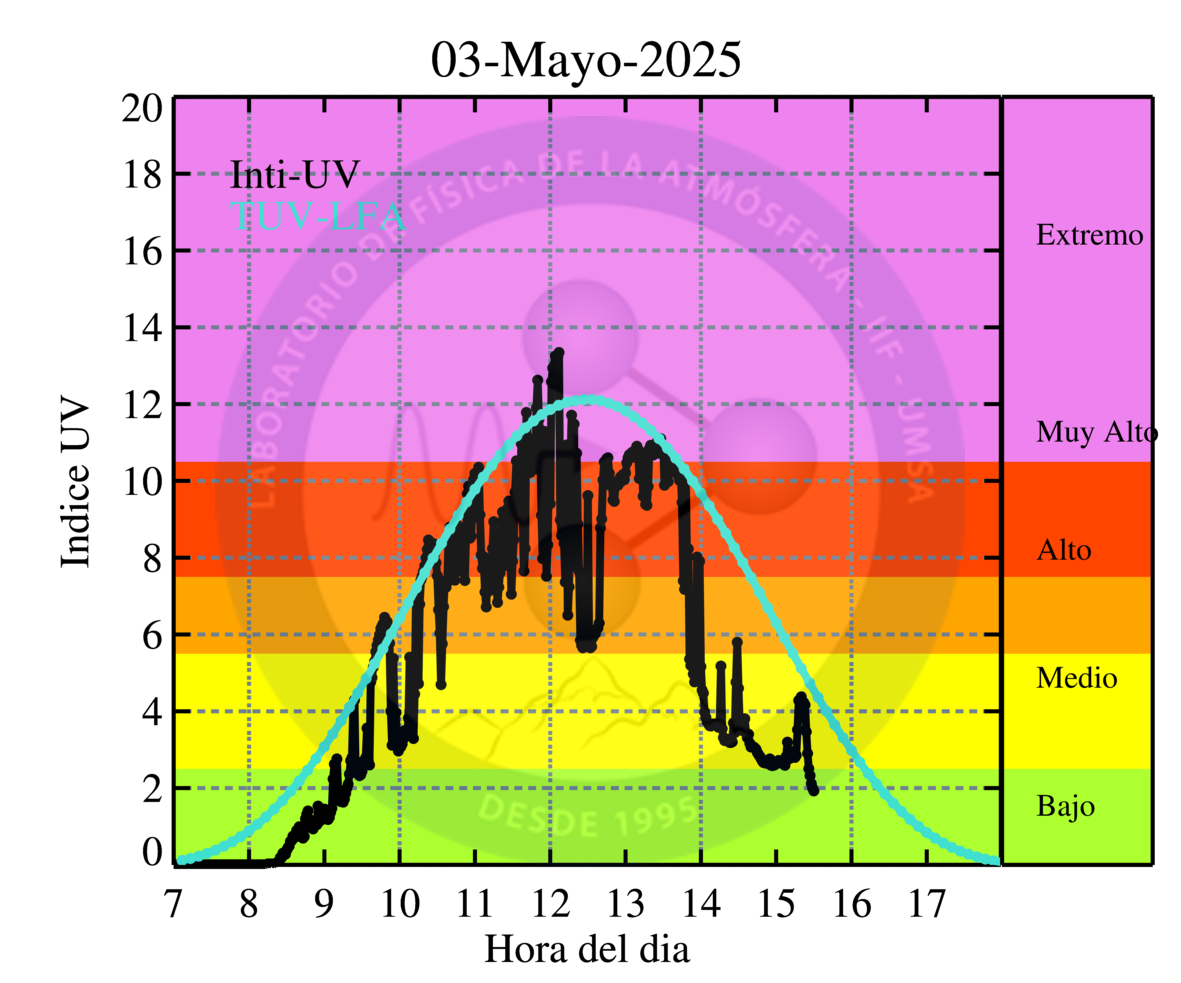 03-Mayo-2025
20
18
16
14
12
10
8
6
4
2
0
Indice UV
Inti-UV
TUV-LFA
LABORATORIO DE FÍSICA DE LA ATMÓSFERA - IIF - UMSA
DESDE 1995
Extremo
Muy Alto
Alto
Medio
Bajo
7 8 9 10 11 12 13 14 15 16 17
Hora del dia